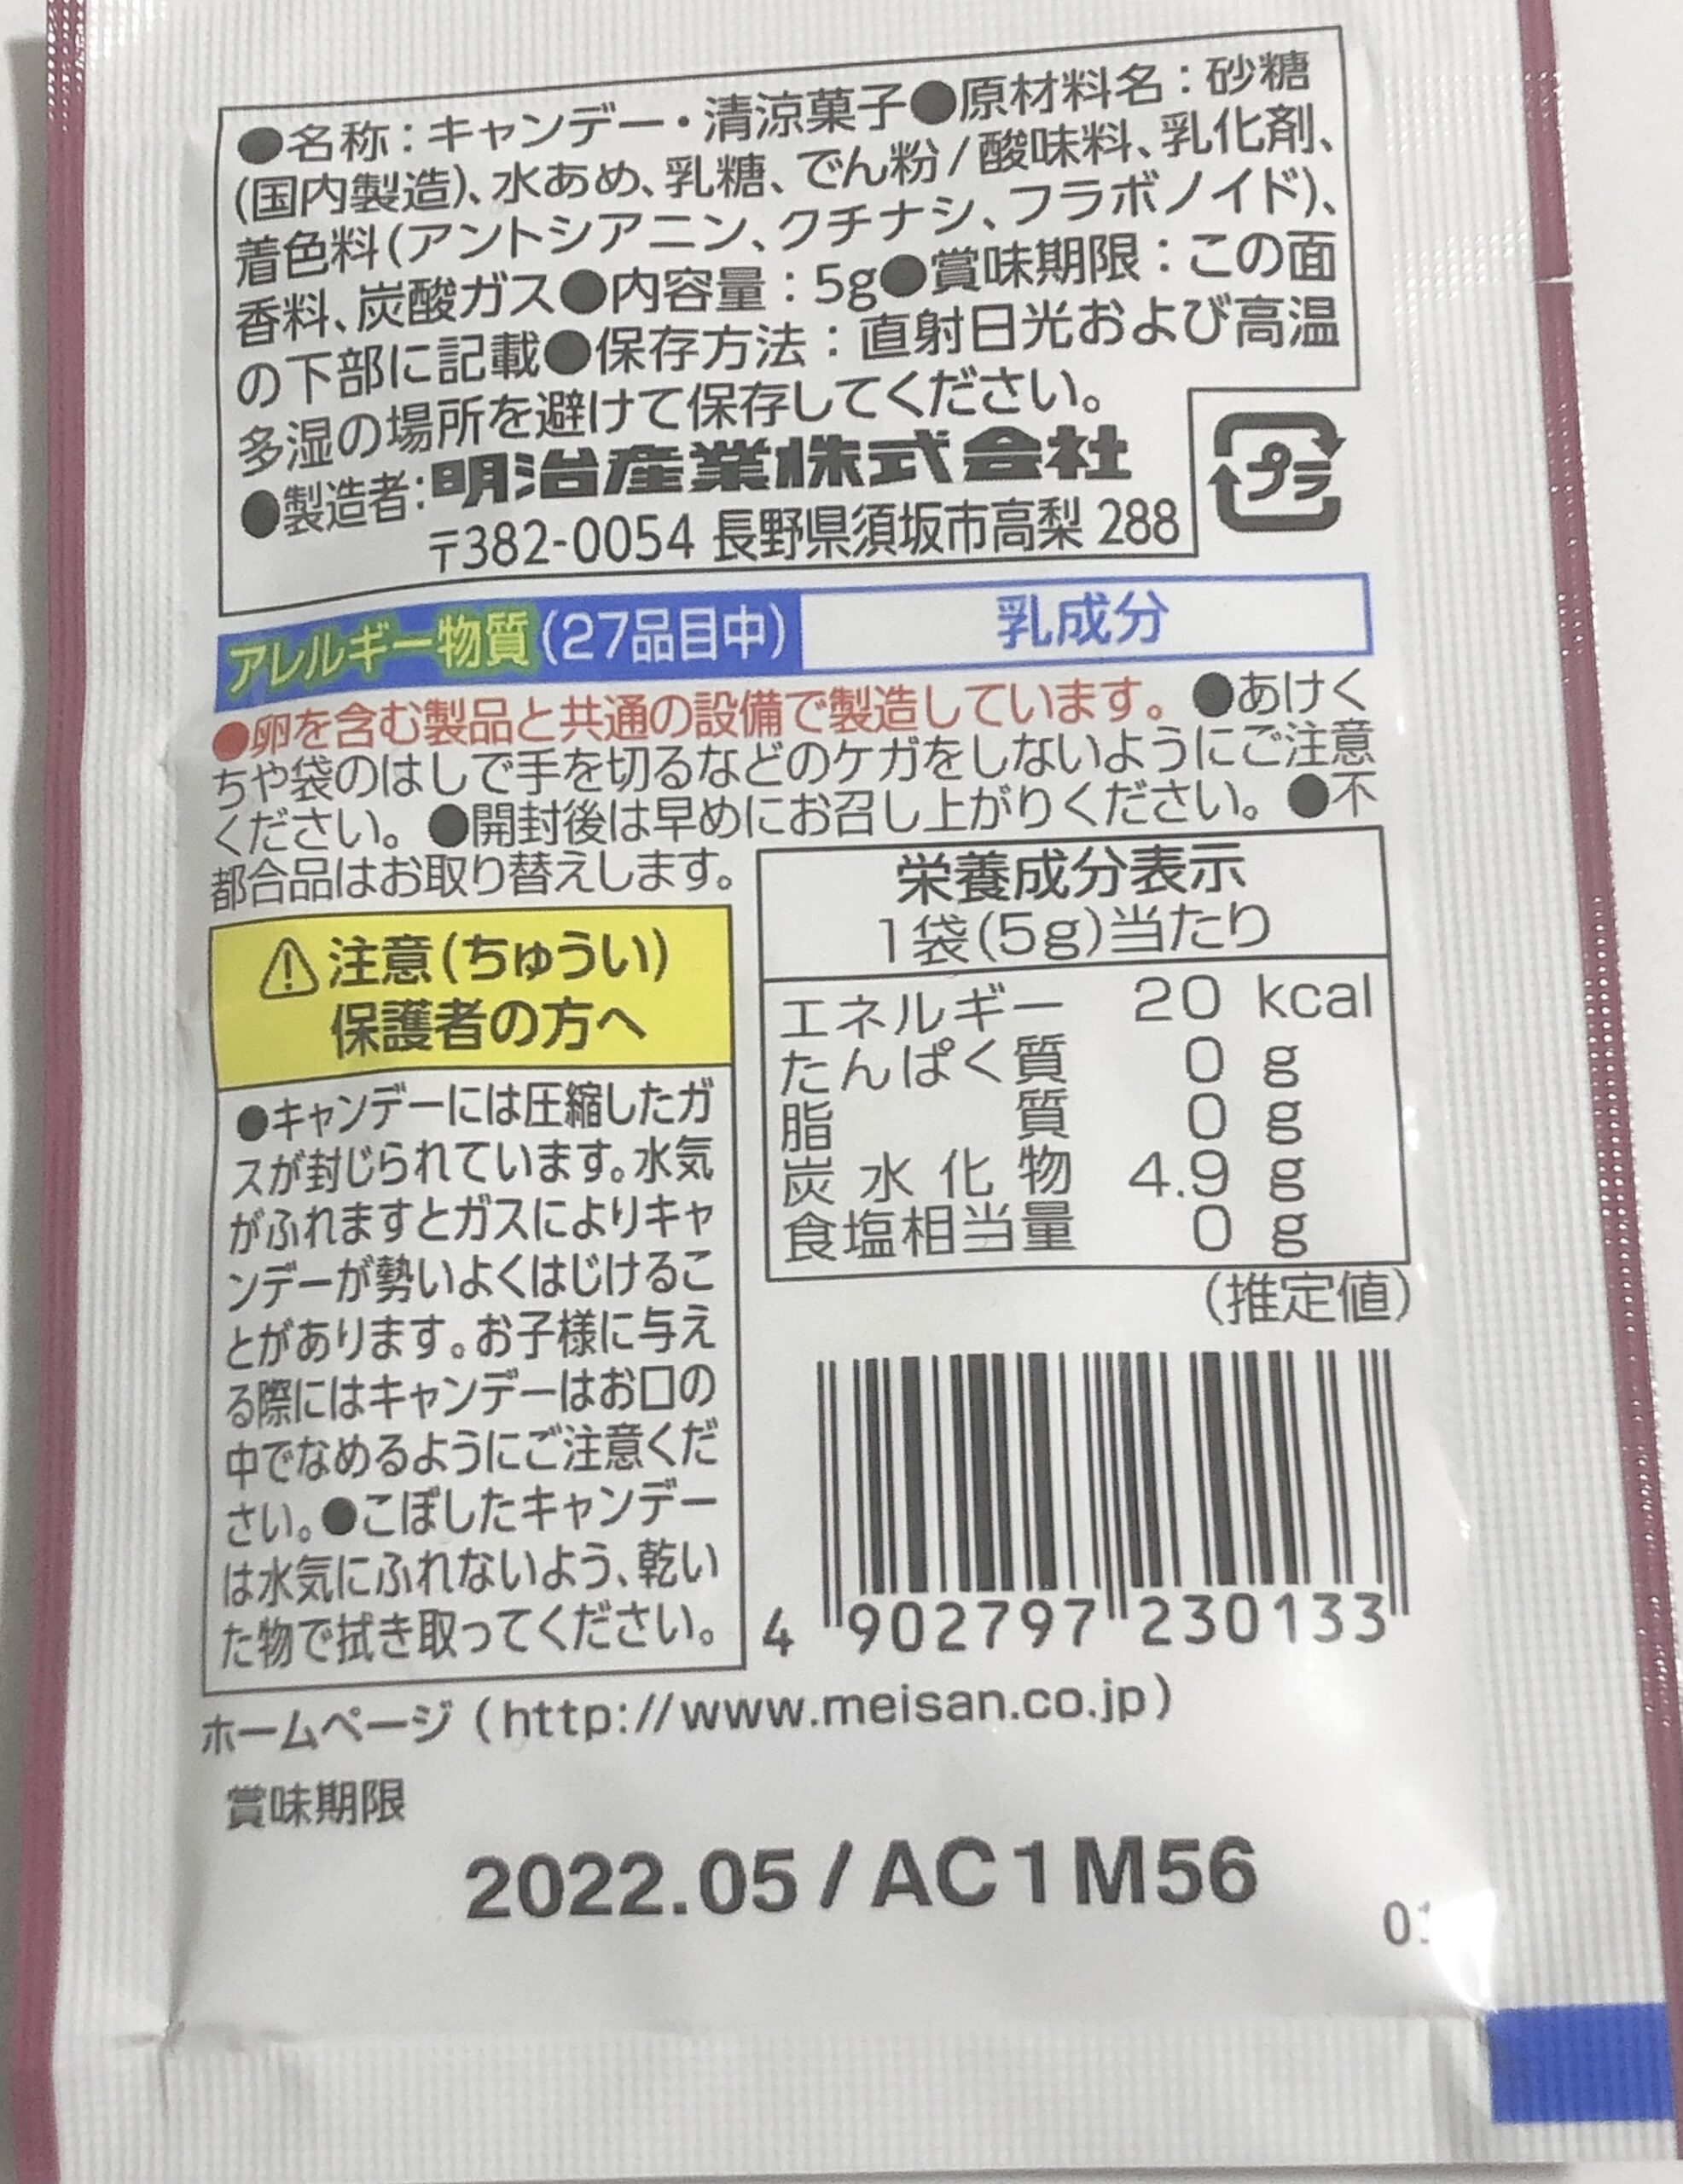 ●名称：キャンデー・清涼菓子●原材料名：砂糖
(国内製造)、水あめ、乳糖、でん粉/酸味料、乳化剤、
着色料(アントシアニン、クチナシ、フラボノイド)、
香料、炭酸ガス●内容量：5g●賞味期限：この面
の下部に記載●保存方法：直射日光および高温
多湿の場所を避けて保存してください。
●製造者:明治産業株式会社
〒382-0054 長野県須坂市高梨 288
プラ
アレルギー物質(27品目中) 乳成分
●卵を含む製品と共通の設備で製造しています。●あけく
ちや袋のはしで手を切るなどのケガをしないようにご注意
ください。●開封後は早めにお召し上がりください。●不
都合品はお取り替えします。
⚠注意(ちゅうい)
保護者の方へ
●キャンデーには圧縮したガ
スが封じられています。水気
がふれますとガスによりキャ
ンデーが勢いよくはじけるこ
とがあります。お子様に与え
る際にはキャンデーはお口の
中でなめるようにご注意くだ
さい。●こぼしたキャンデー
は水気にふれないよう、乾い
た物で拭き取ってください。
栄養成分表示
1袋(5g)当たり
エネルギー 20 kcal
たんぱく質 0 g
脂質 0 g
炭水化物 4.9 g
食塩相当量 0 g
(推定値)
4 902797 230133
ホームページ(http://www.meisan.co.jp)
賞味期限
2022.05/AC1M56